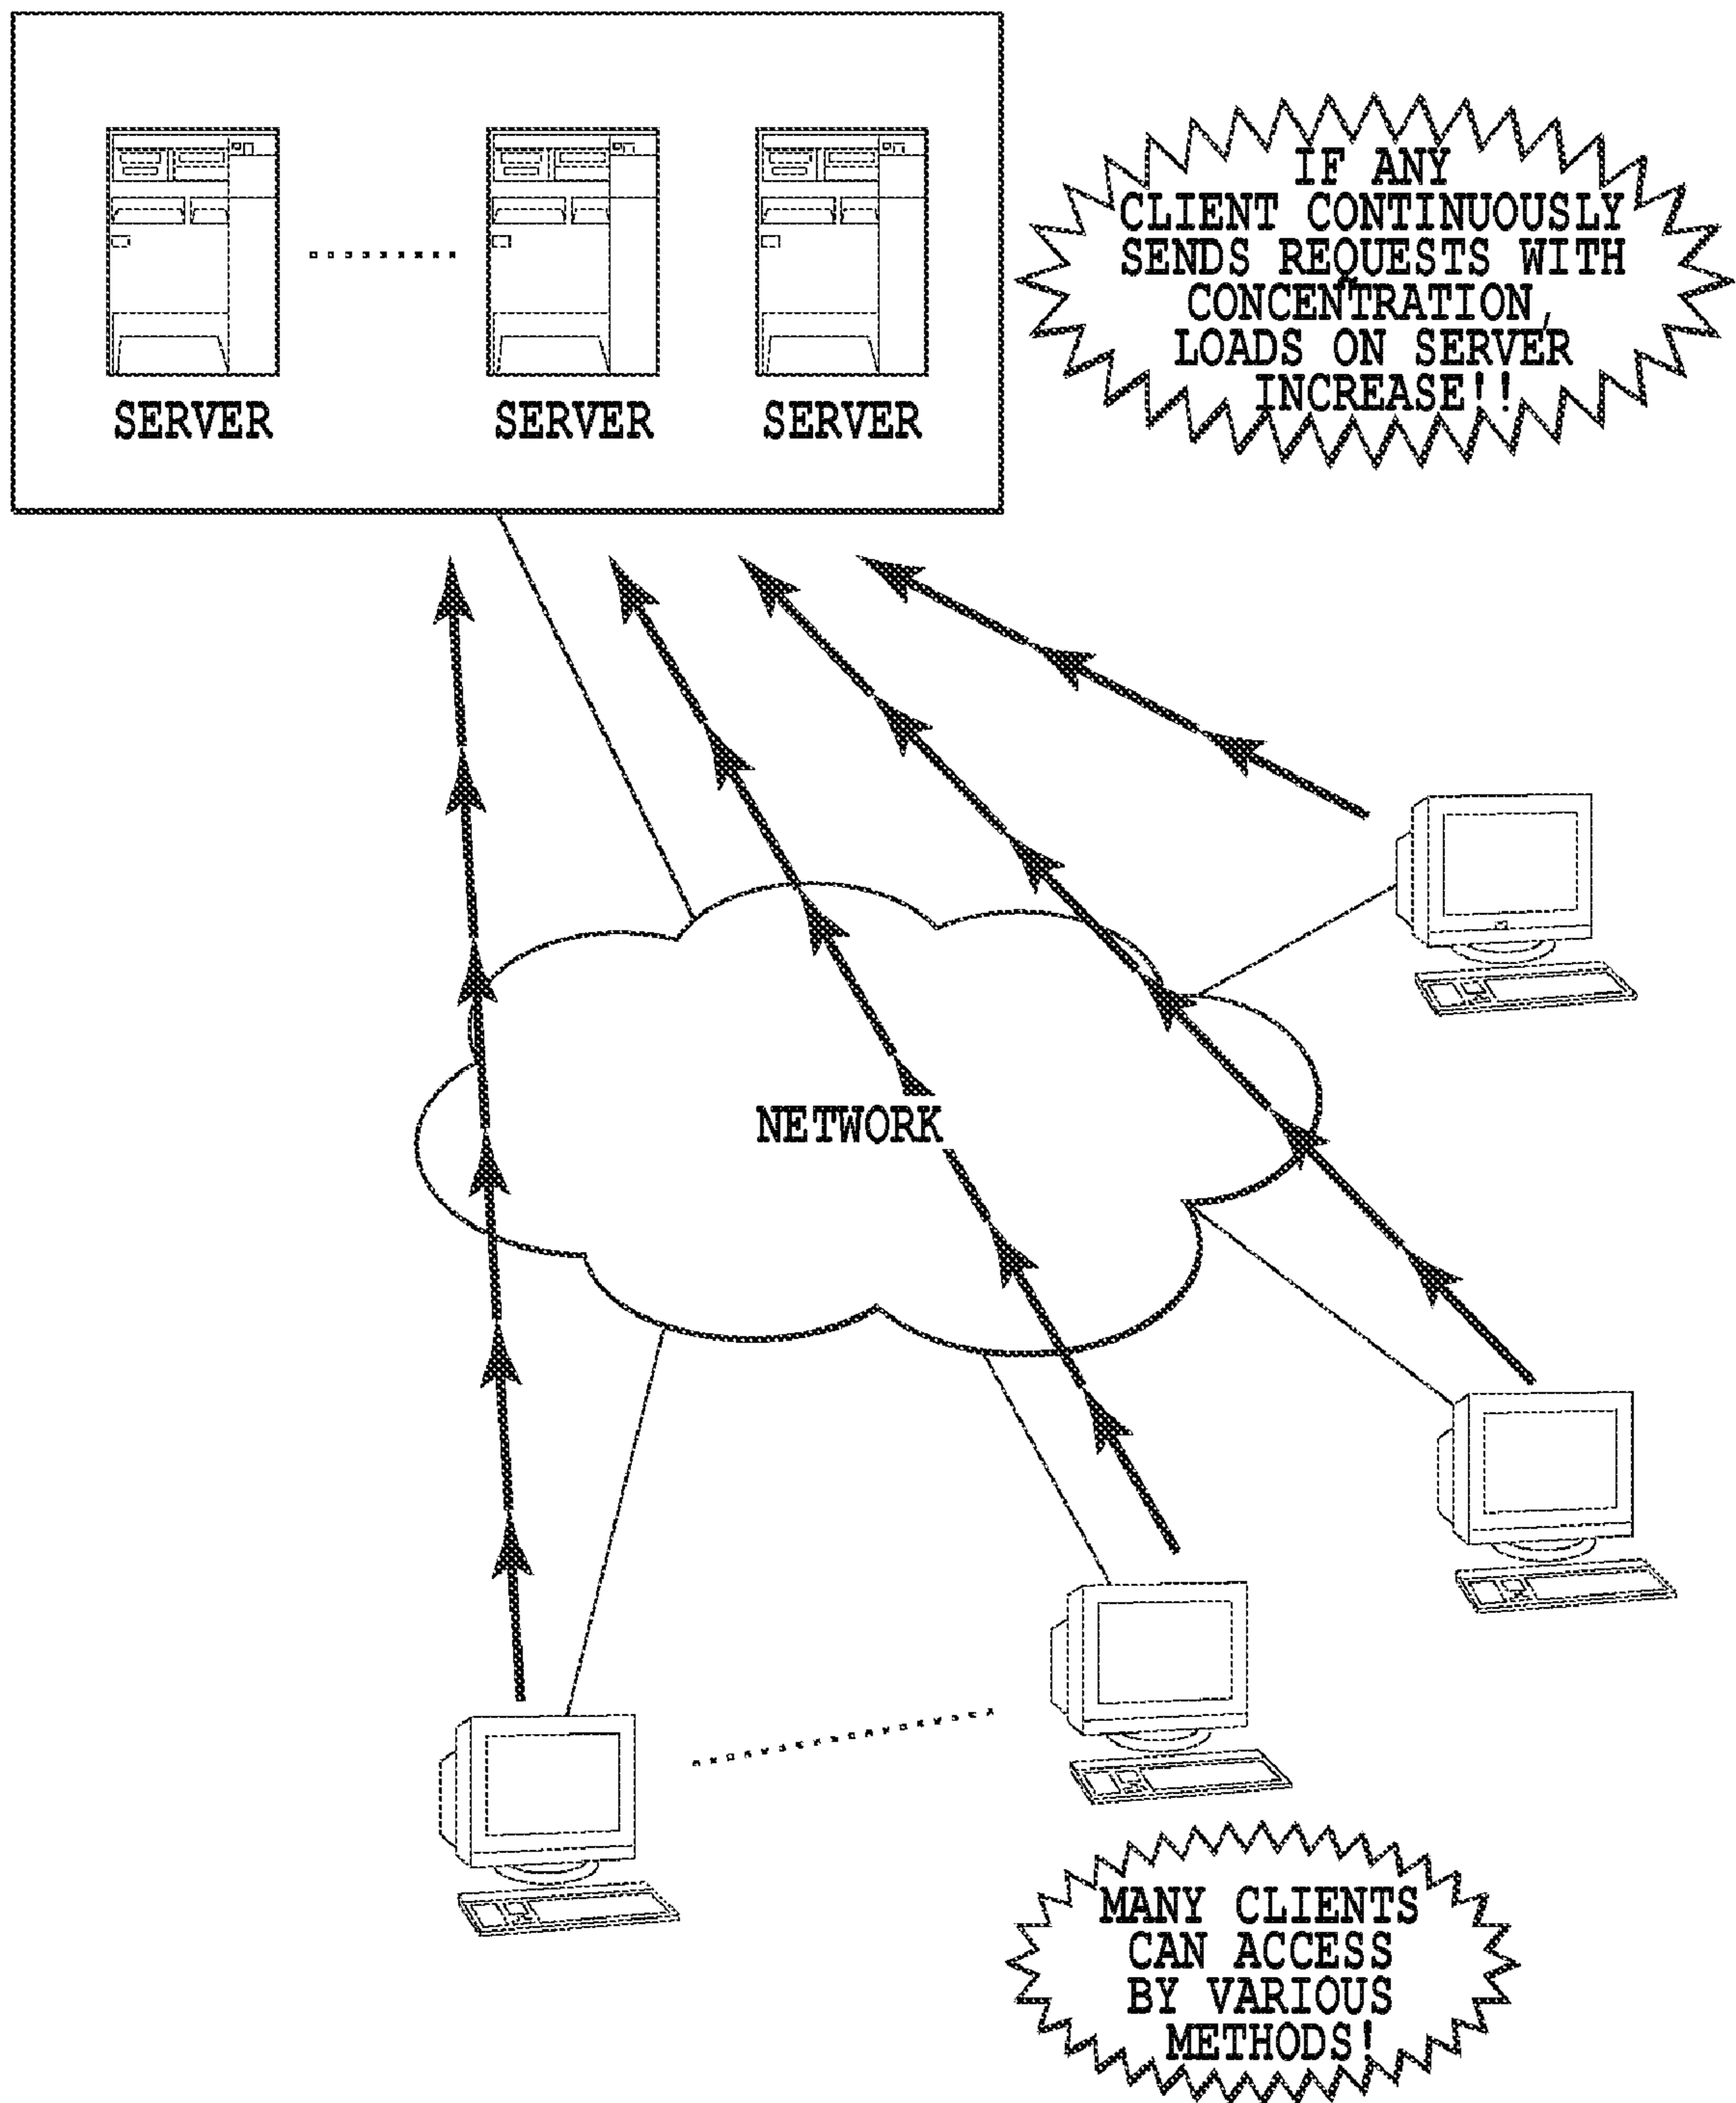 IF ANY
CLIENT CONTINUOUSLY
SENDS REQUESTS WITH
CONCENTRATION,
LOADS ON SERVER
INCREASE!!
SERVER
SERVER
SERVER
NETWORK
MANY CLIENTS
CAN ACCESS
BY VARIOUS
METHODS!